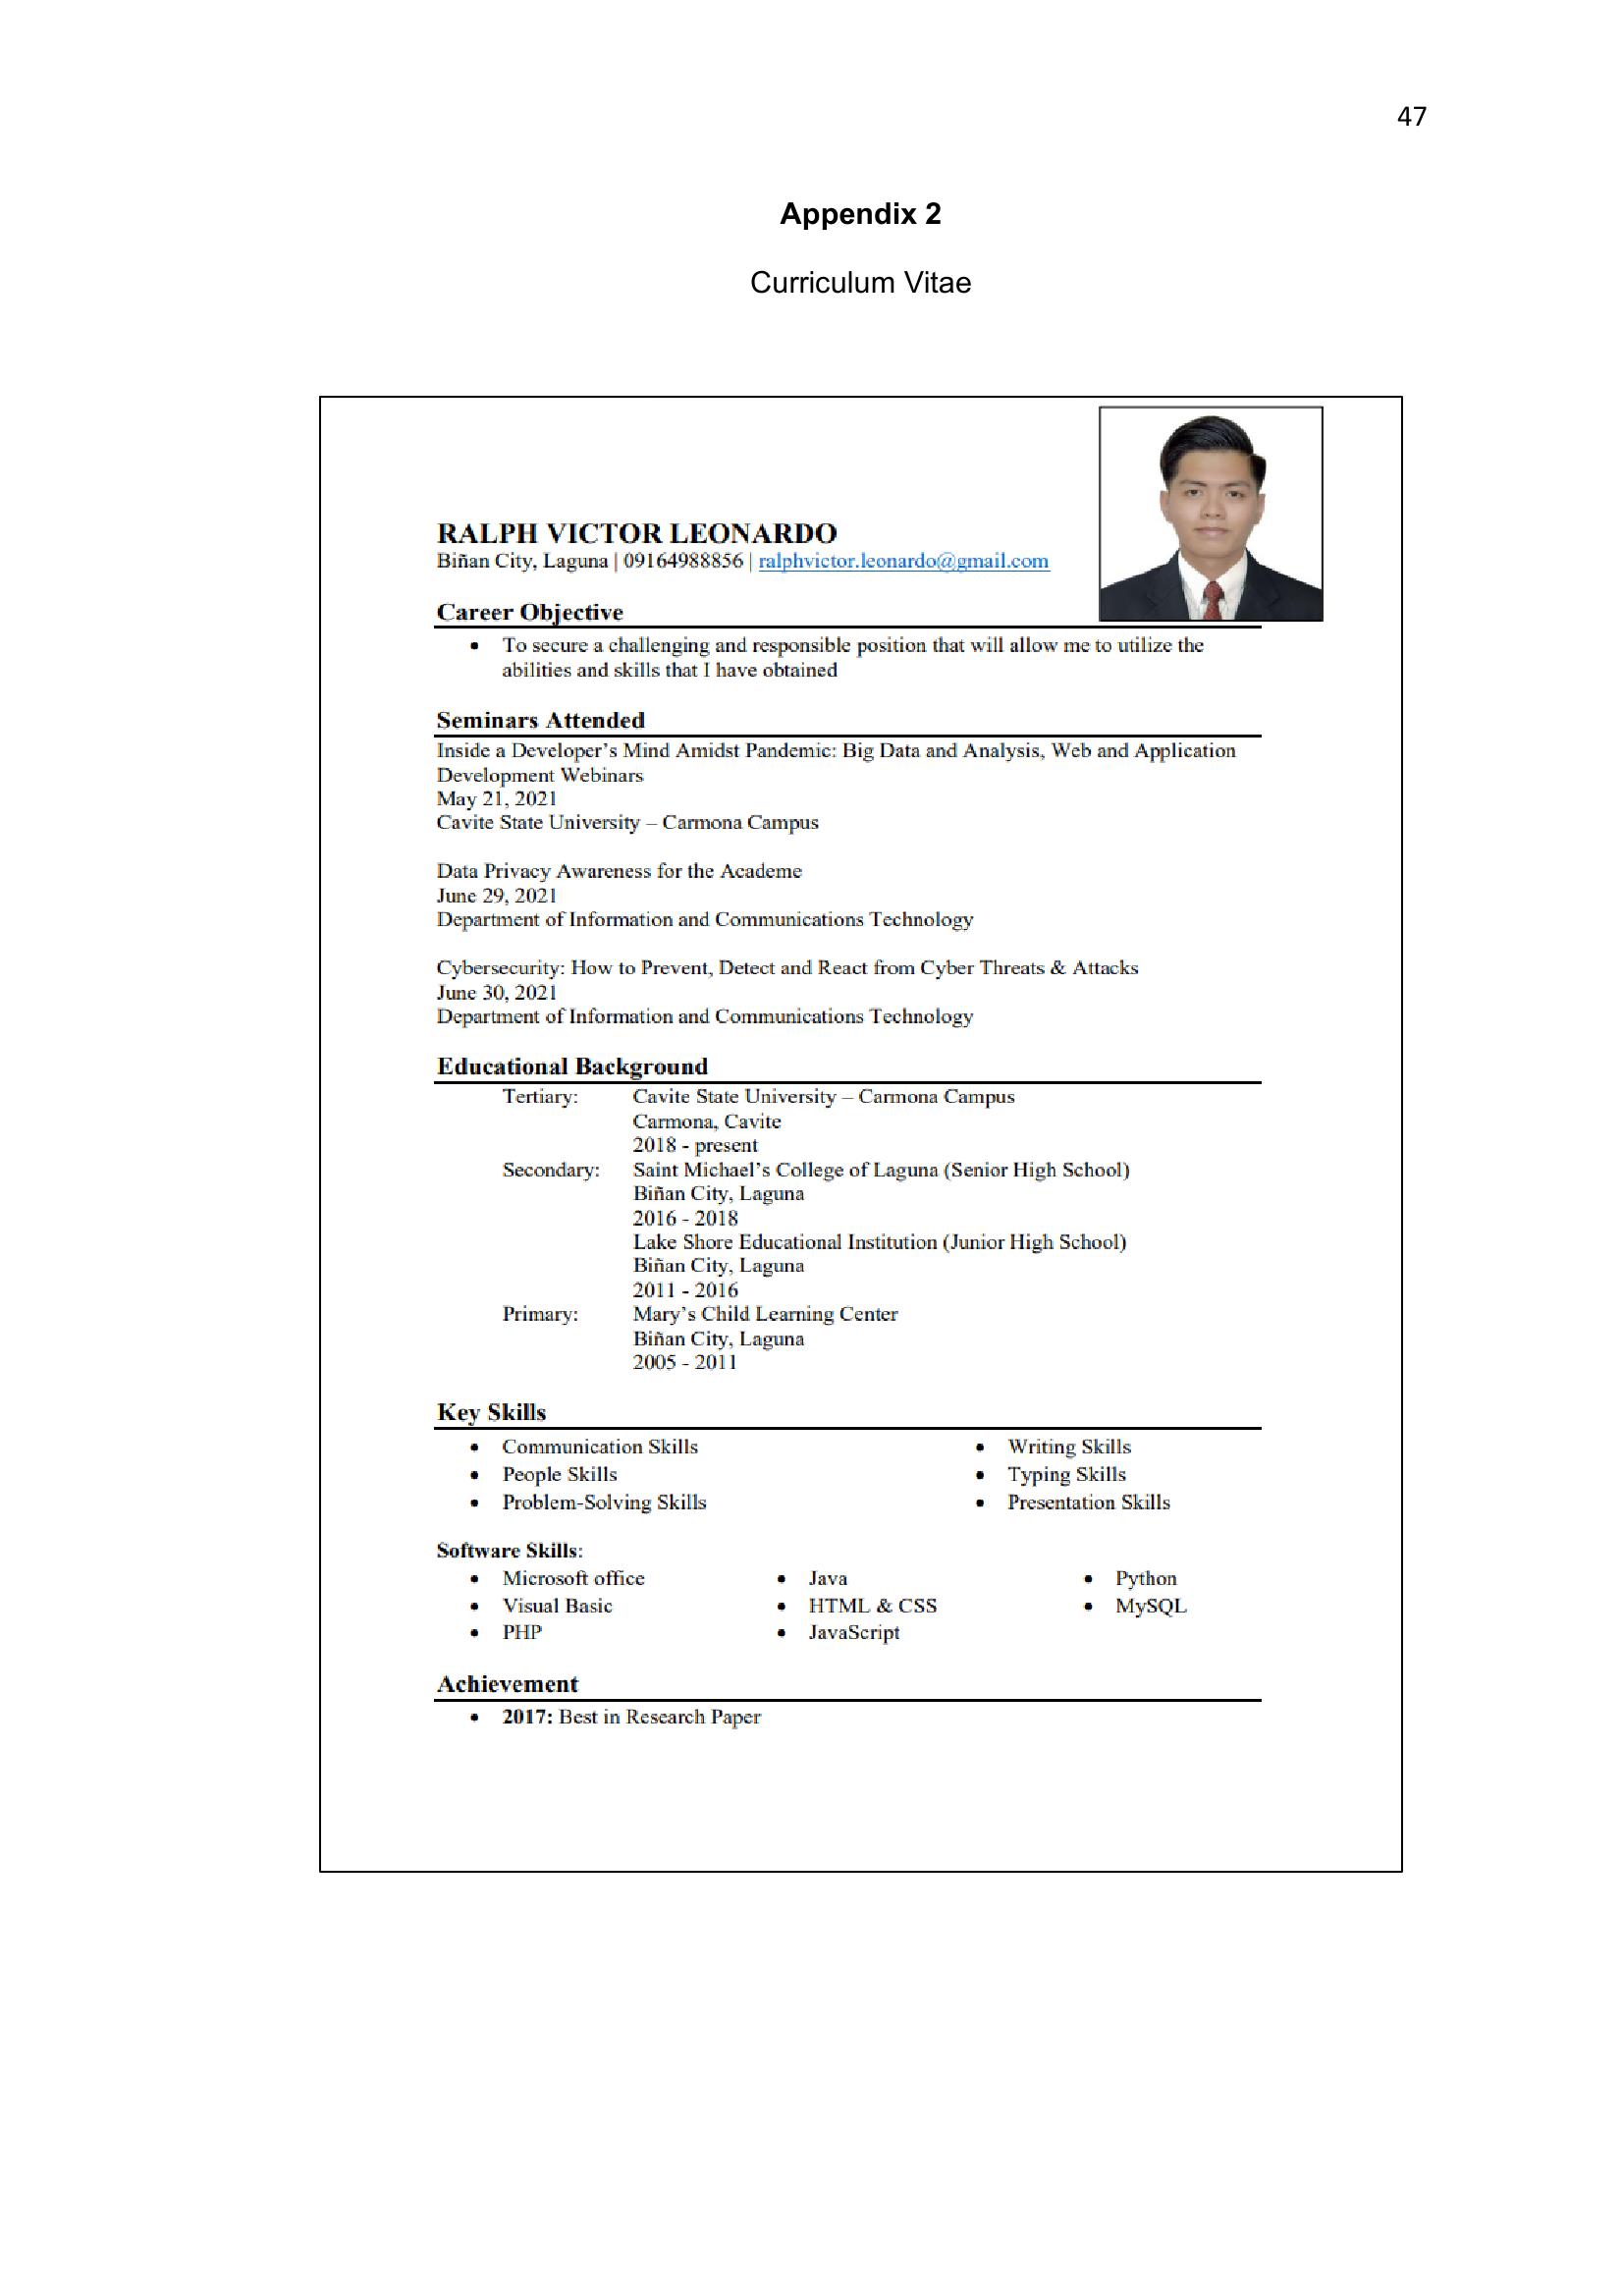 47
Appendix 2
Curriculum Vitae
RALPH VICTOR LEONARDO
Biñan City, Laguna | 09164988856 | ralphvictor.leonardo@gmail.com
Career Objective
• To secure a challenging and responsible position that will allow me to utilize the
abilities and skills that I have obtained
Seminars Attended
Inside a Developer’s Mind Amidst Pandemic: Big Data and Analysis, Web and Application
Development Webinars
May 21, 2021
Cavite State University – Carmona Campus
Data Privacy Awareness for the Academe
June 29, 2021
Department of Information and Communications Technology
Cybersecurity: How to Prevent, Detect and React from Cyber Threats & Attacks
June 30, 2021
Department of Information and Communications Technology
Educational Background
Tertiary: Cavite State University – Carmona Campus
Carmona, Cavite
2018 - present
Secondary: Saint Michael’s College of Laguna (Senior High School)
Biñan City, Laguna
2016 - 2018
Lake Shore Educational Institution (Junior High School)
Biñan City, Laguna
2011 - 2016
Primary: Mary’s Child Learning Center
Biñan City, Laguna
2005 - 2011
Key Skills
• Communication Skills • Writing Skills
• People Skills • Typing Skills
• Problem-Solving Skills • Presentation Skills
Software Skills:
• Microsoft office • Java • Python
• Visual Basic • HTML & CSS • MySQL
• PHP • JavaScript
Achievement
• 2017: Best in Research Paper